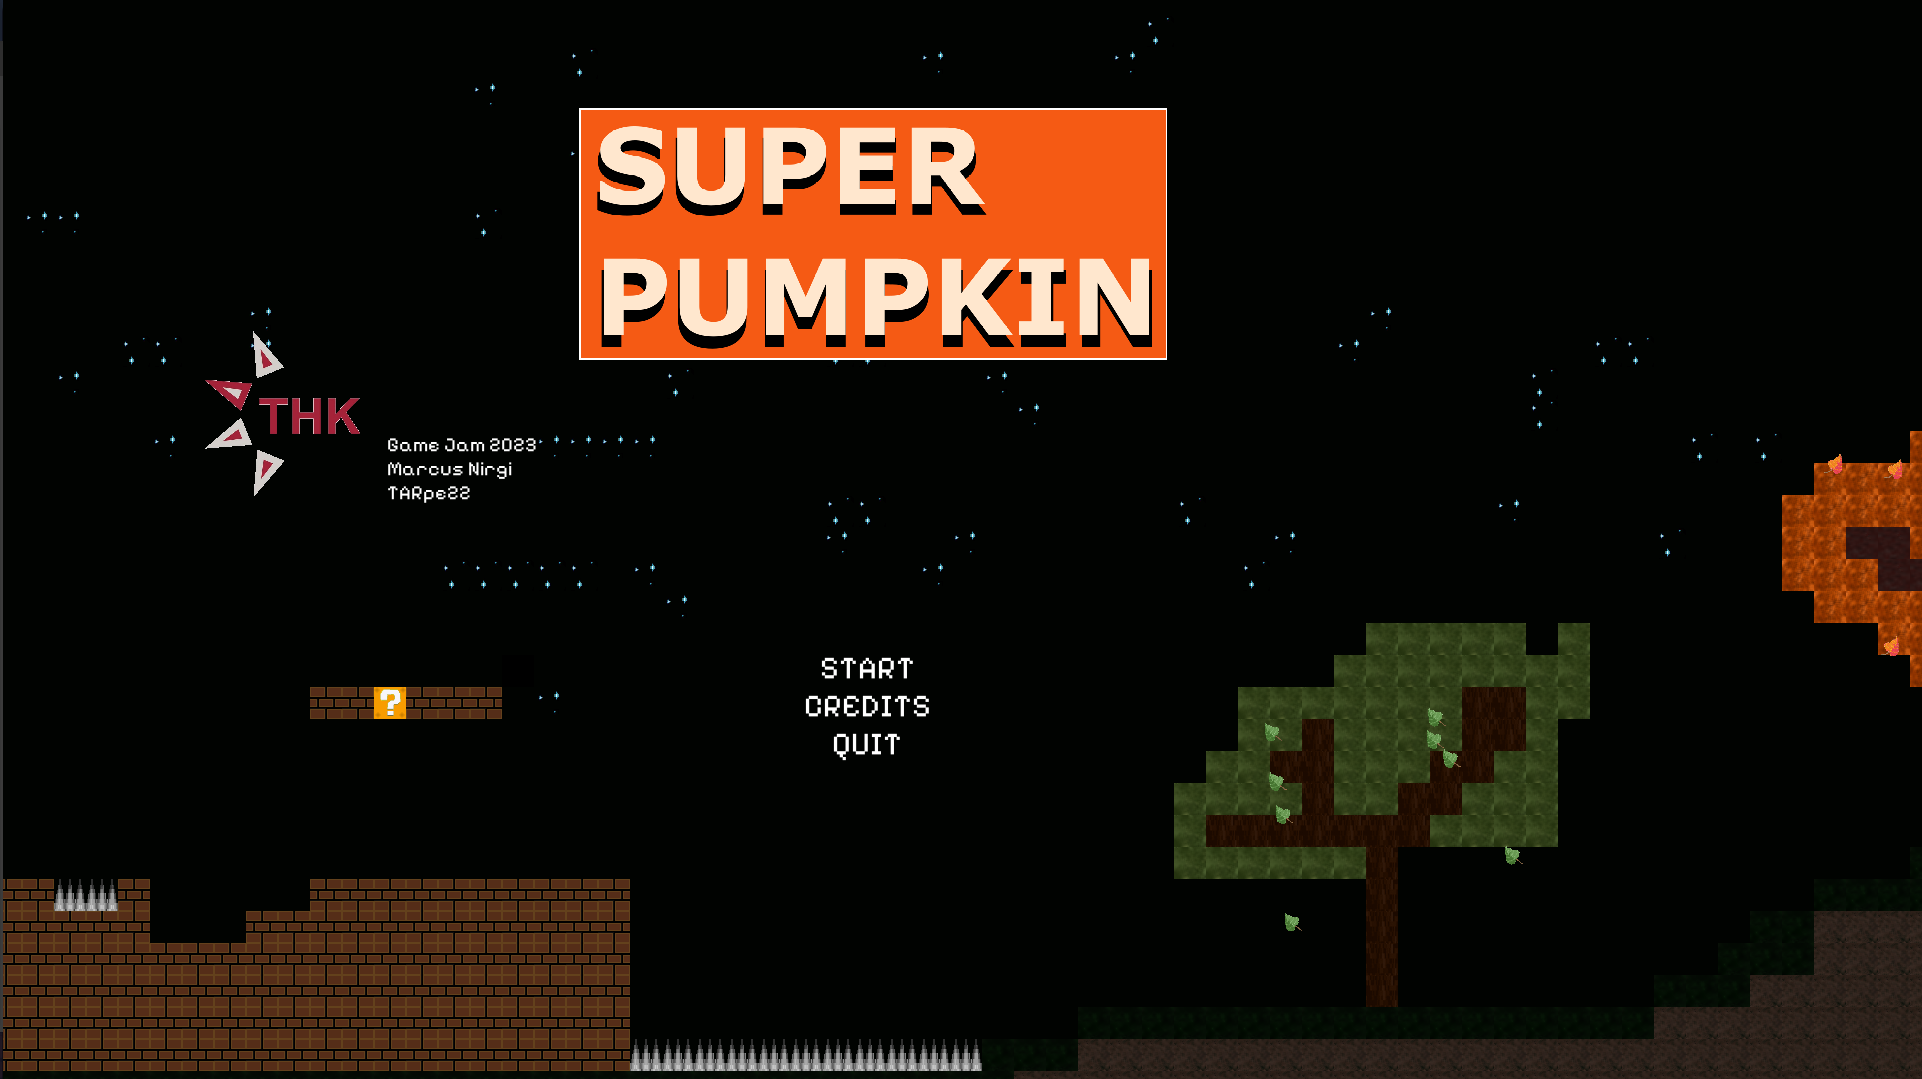 SUPER
PUMPKIN
THK
Game Jam 2023
Marcus Nirgi
TARpe22
?
START
CREDITS
QUIT